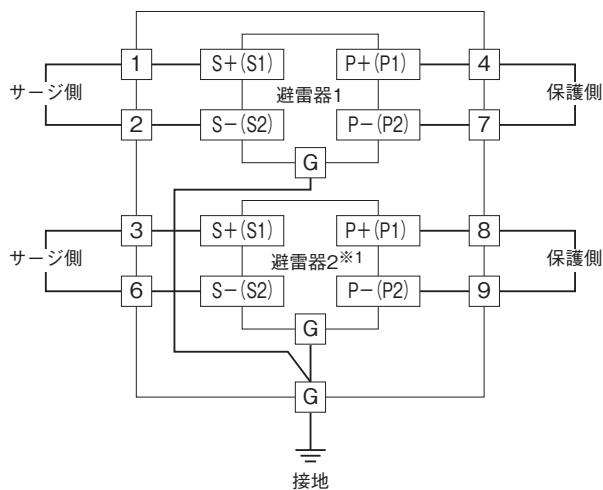 1 S+(S1) P+(P1) 4
サージ側 避雷器1 保護側
2 S−(S2) P−(P2) 7
G
3 S+(S1) P+(P1) 8
サージ側 避雷器2※1 保護側
6 S−(S2) P−(P2) 9
G
G
接地